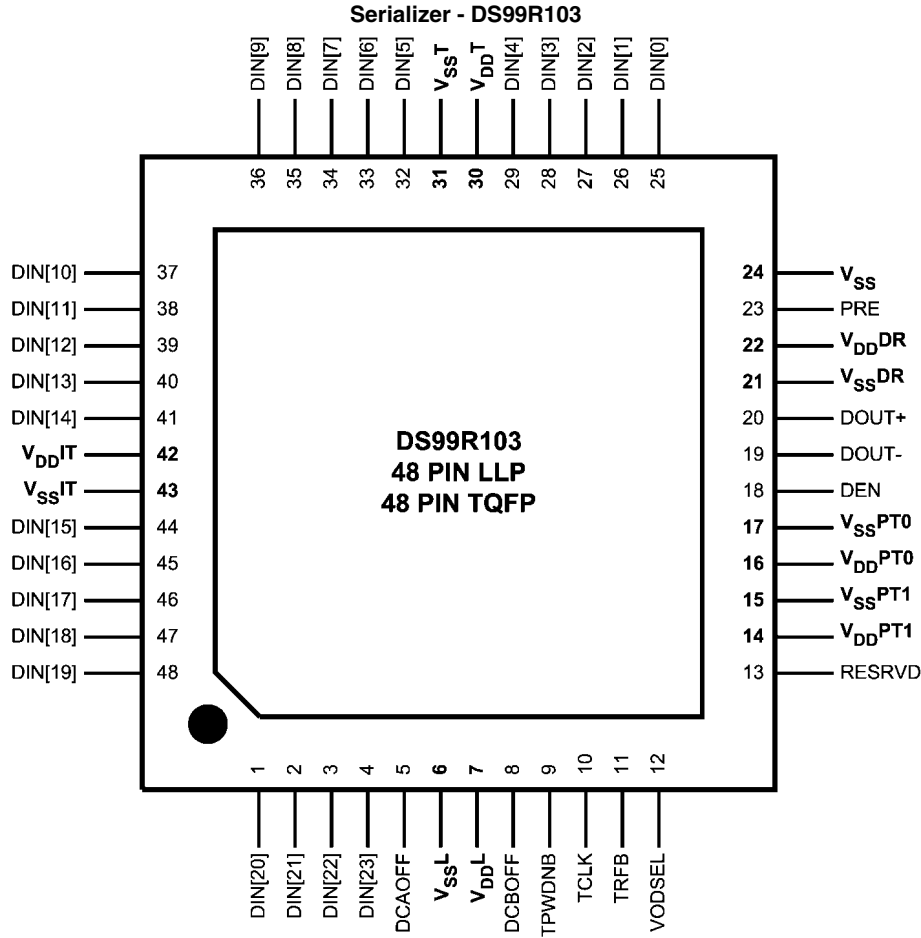 Serializer - DS99R103
DIN[9] DIN[8] DIN[7] DIN[6] DIN[5] VSST VDDT DIN[4] DIN[3] DIN[2] DIN[1] DIN[0]
36 35 34 33 32 31 30 29 28 27 26 25
DIN[10] 37 24 VSS
DIN[11] 38 23 PRE
DIN[12] 39 22 VDDDR
DIN[13] 40 21 VSSDR
DIN[14] 41 20 DOUT+
VDDIT 42 19 DOUT-
VSSIT 43 18 DEN
DIN[15] 44 17 VSSPT0
DIN[16] 45 16 VDDPT0
DIN[17] 46 15 VSSPT1
DIN[18] 47 14 VDDPT1
DIN[19] 48 13 RESRVD
DS99R103
48 PIN LLP
48 PIN TQFP
1 2 3 4 5 6 7 8 9 10 11 12
DIN[20] DIN[21] DIN[22] DIN[23] DCAOFF VSSL VDDL DCBOFF TPWDNB TCLK TRFB VODSEL